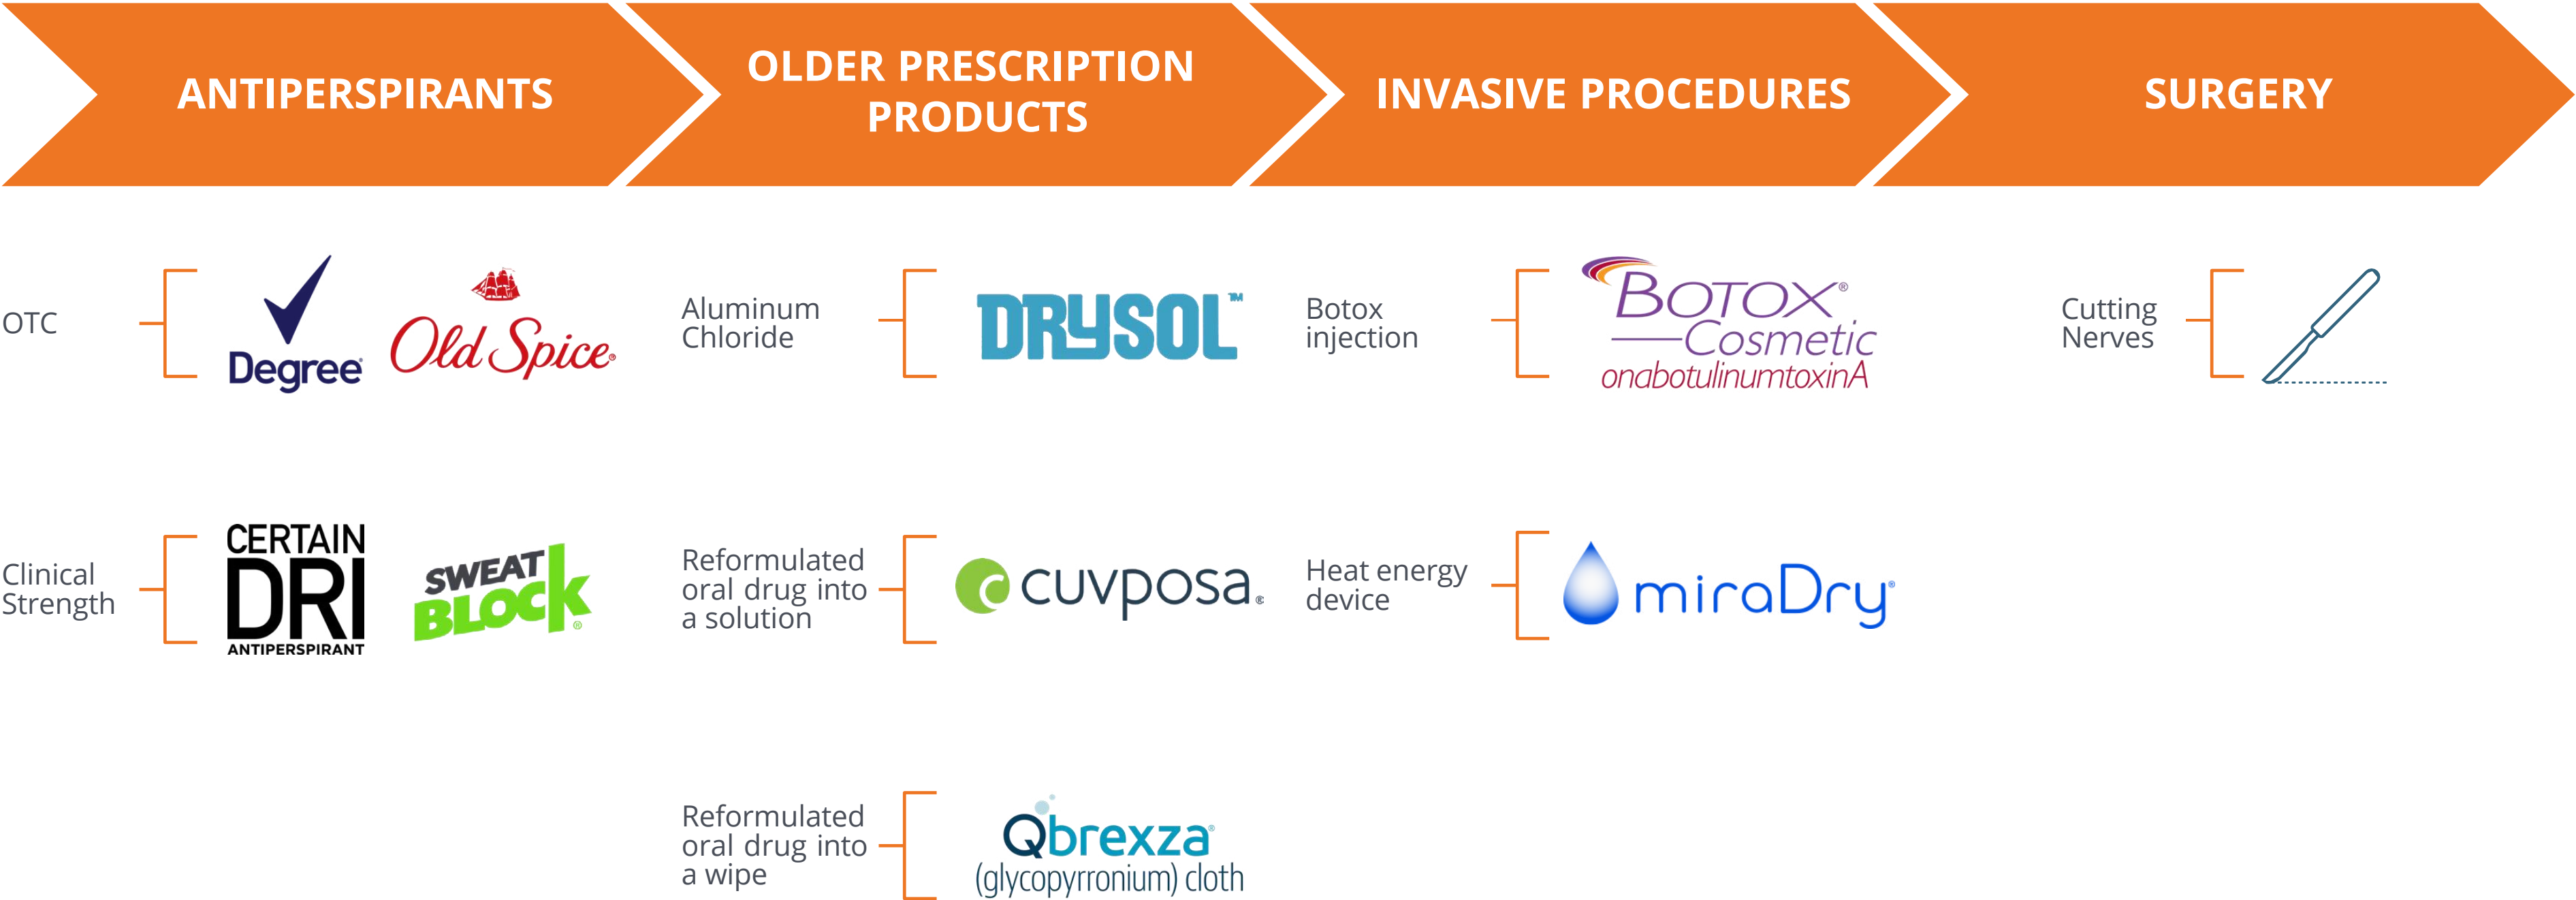 ANTIPERSPIRANTS
OLDER PRESCRIPTION
PRODUCTS
INVASIVE PROCEDURES
SURGERY
OTC
Degree®
Old Spice®
Aluminum
Chloride
DRYSOL™
Botox
injection
BOTOX®
Cosmetic
onabotulinumtoxinA
Cutting
Nerves
Clinical
Strength
CERTAIN
DRI
ANTIPERSPIRANT
SWEAT
BLOCK®
Reformulated
oral drug into
a solution
cuvposa®
Heat energy
device
miraDry®
Reformulated
oral drug into
a wipe
Qbrexza®
(glycopyrronium) cloth